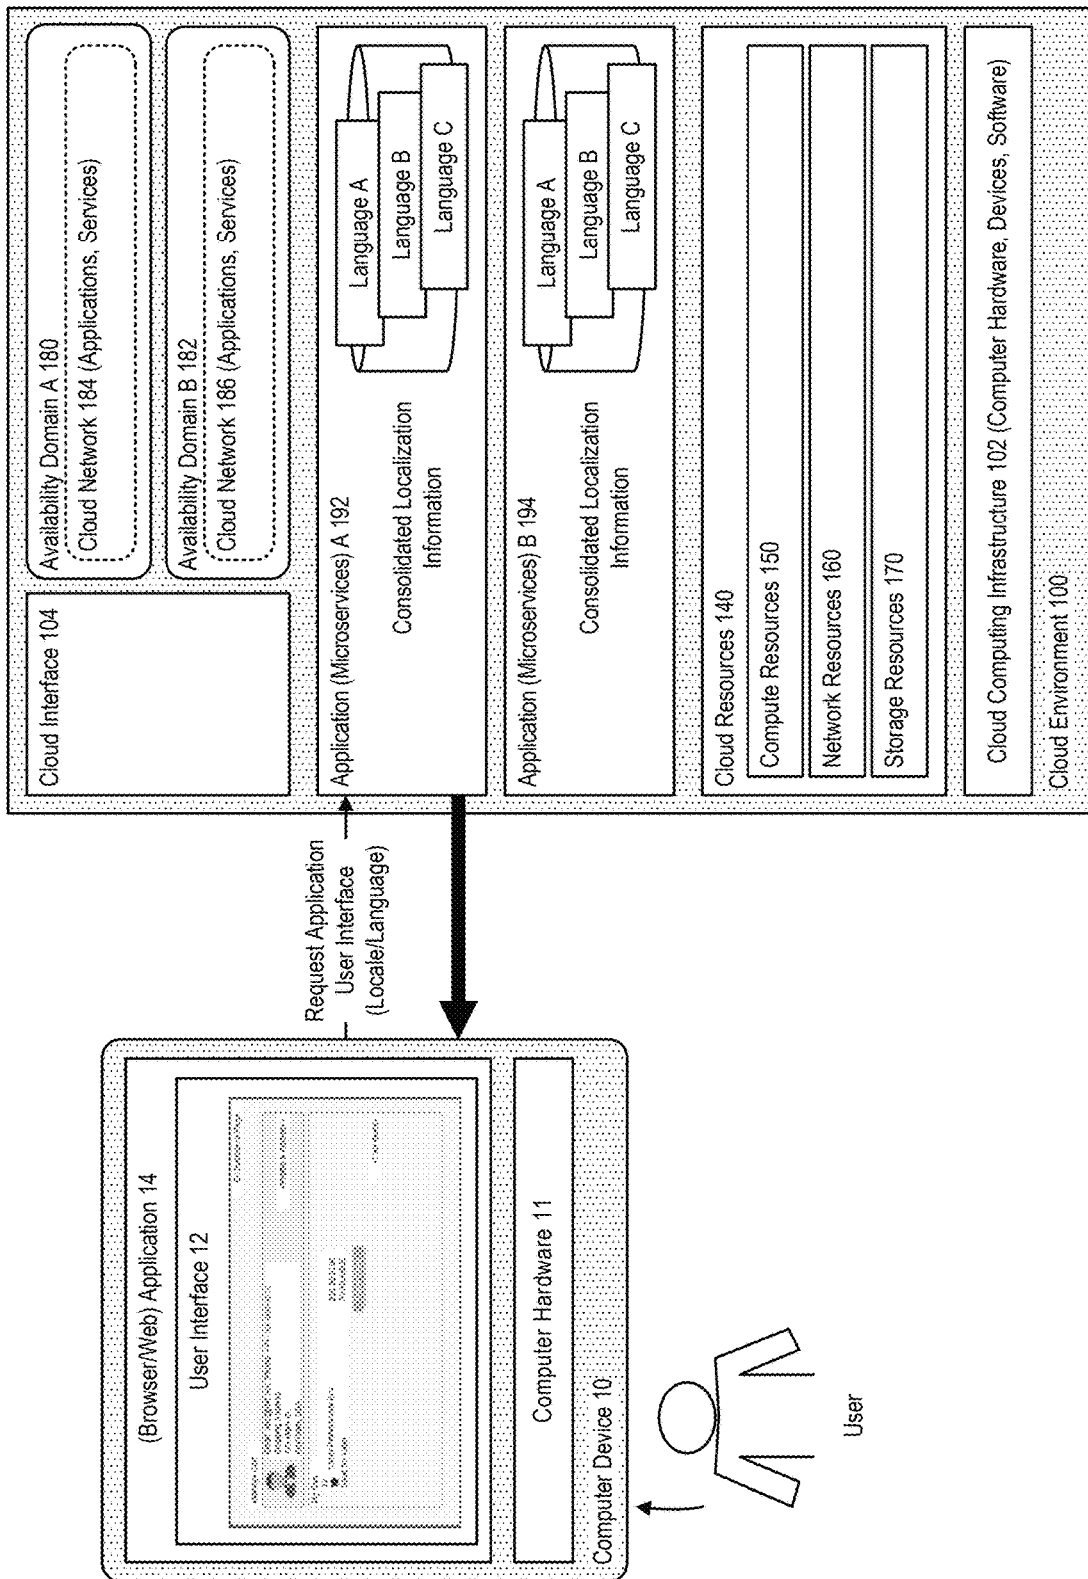 (Browser/Web) Application 14
User Interface 12
Computer Hardware 11
Computer Device 10
User
Request Application
User Interface
(Locale/Language)
Cloud Interface 104
Availability Domain A 180
Cloud Network 184 (Applications, Services)
Availability Domain B 182
Cloud Network 186 (Applications, Services)
Application (Microservices) A 192
Consolidated Localization
Information
Language A
Language B
Language C
Application (Microservices) B 194
Consolidated Localization
Information
Language A
Language B
Language C
Cloud Resources 140
Compute Resources 150
Network Resources 160
Storage Resources 170
Cloud Computing Infrastructure 102 (Computer Hardware, Devices, Software)
Cloud Environment 100